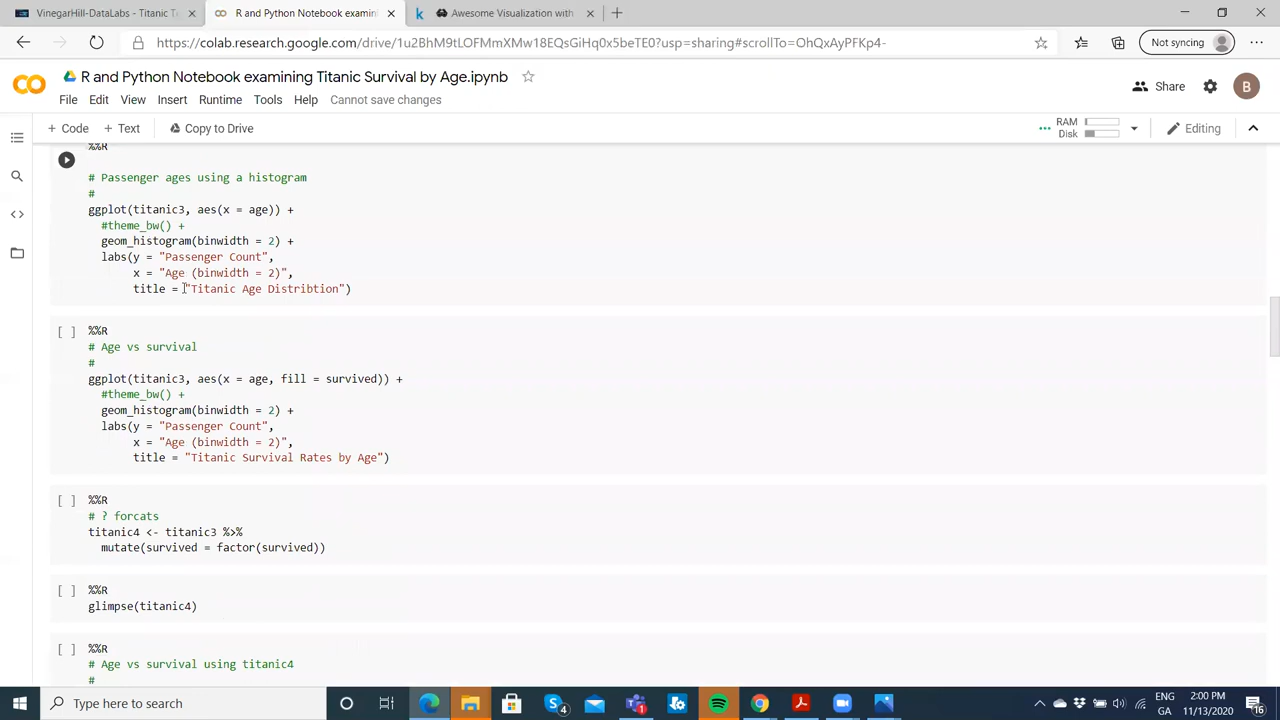 VinegarHill-DataLabs - Titanic T
R and Python Notebook examini
Awesome Visualization with
https://colab.research.google.com/drive/1u2BhM9tLOFMmXMw18EQsGiHq0x5beTE0?usp=sharing#scrollTo=OhQxAyPFKp4-
Not syncing
R and Python Notebook examining Titanic Survival by Age.ipynb
File Edit View Insert Runtime Tools Help Cannot save changes
Share
B
+ Code + Text Copy to Drive
RAM
Disk
Editing
%%R
# Passenger ages using a histogram
#
ggplot(titanic3, aes(x = age)) +
#theme_bw() +
geom_histogram(binwidth = 2) +
labs(y = "Passenger Count",
x = "Age (binwidth = 2)",
title = "Titanic Age Distribtion")
[ ] %%R
# Age vs survival
#
ggplot(titanic3, aes(x = age, fill = survived)) +
#theme_bw() +
geom_histogram(binwidth = 2) +
labs(y = "Passenger Count",
x = "Age (binwidth = 2)",
title = "Titanic Survival Rates by Age")
[ ] %%R
# ? forcats
titanic4 <- titanic3 %>%
mutate(survived = factor(survived))
[ ] %%R
glimpse(titanic4)
[ ] %%R
# Age vs survival using titanic4
#
Type here to search
ENG
GA
2:00 PM
11/13/2020